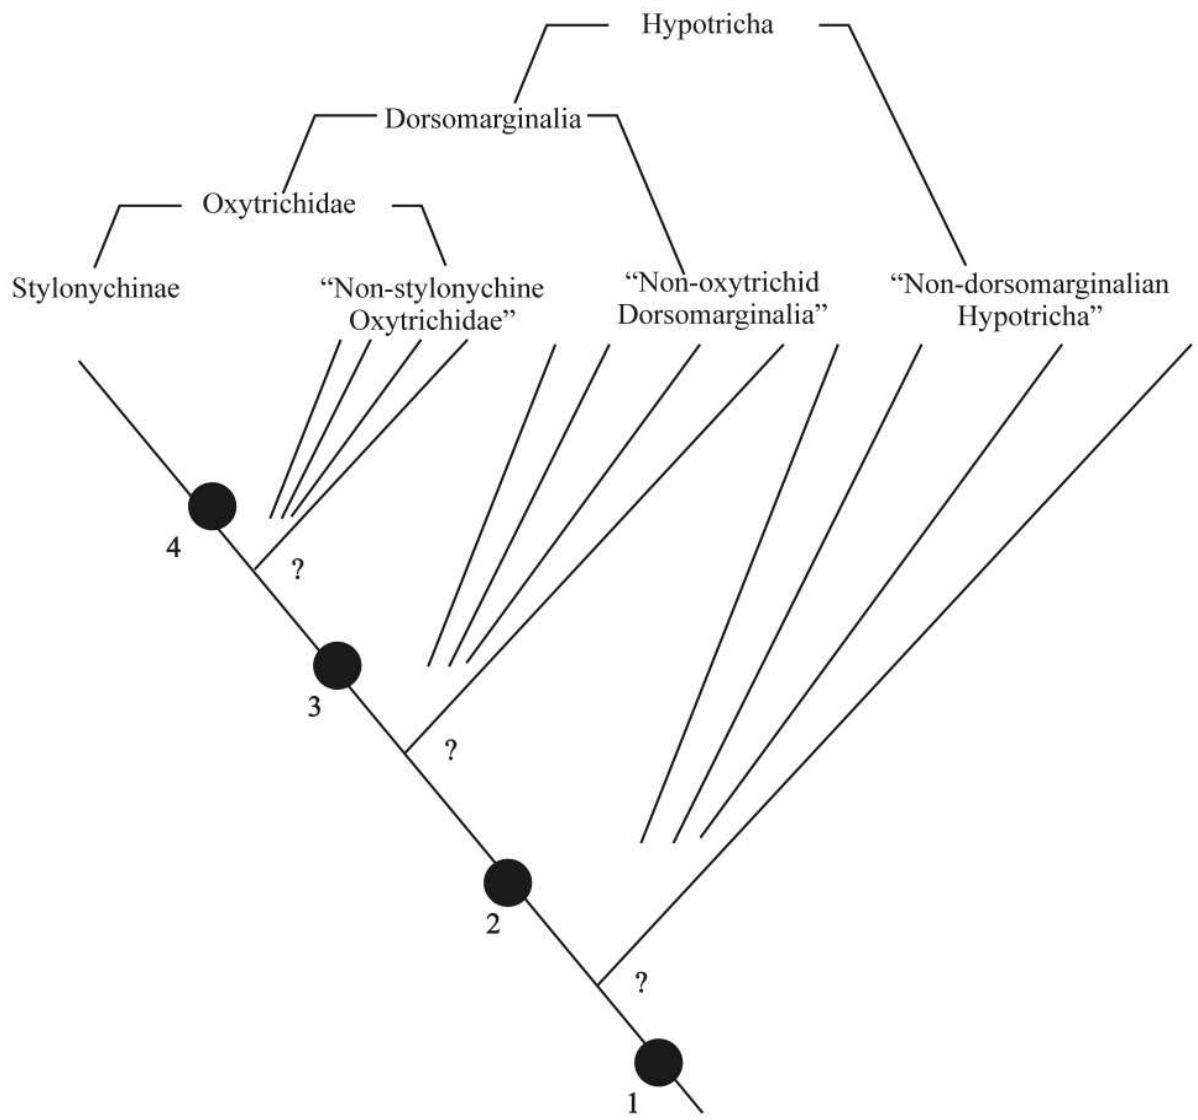 Hypotricha
Dorsomarginalia
Oxytrichidae
Stylonychinae
“Non-stylonychine
Oxytrichidae”
“Non-oxytrichid
Dorsomarginalia”
“Non-dorsomarginalian
Hypotricha”
4
?
3
?
2
?
1